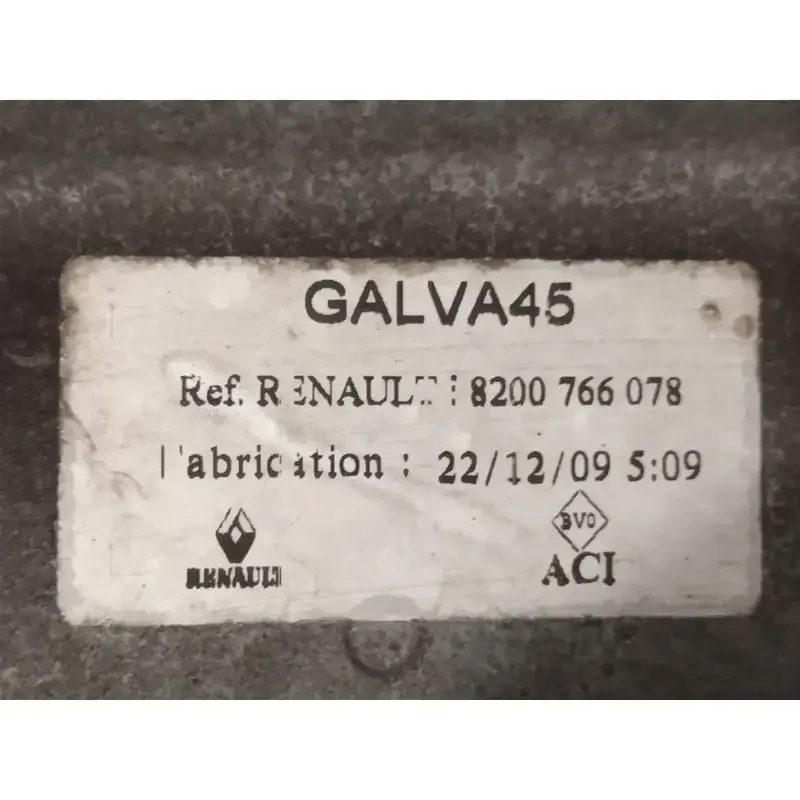 GALVA45
Ref. RENAULT : 8200 766 078
Fabrication : 22/12/09 5:09
BVO
RENAULT
ACI